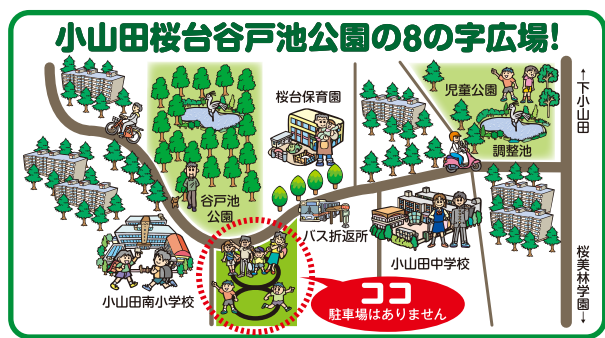 小山田桜台谷戸池公園の8の字広場!
児童公園
↑下小山田
桜台保育園
調整池
谷戸池
公園
バス折返所
小山田中学校
桜美林学園↓
小山田南小学校
ココ
駐車場はありません